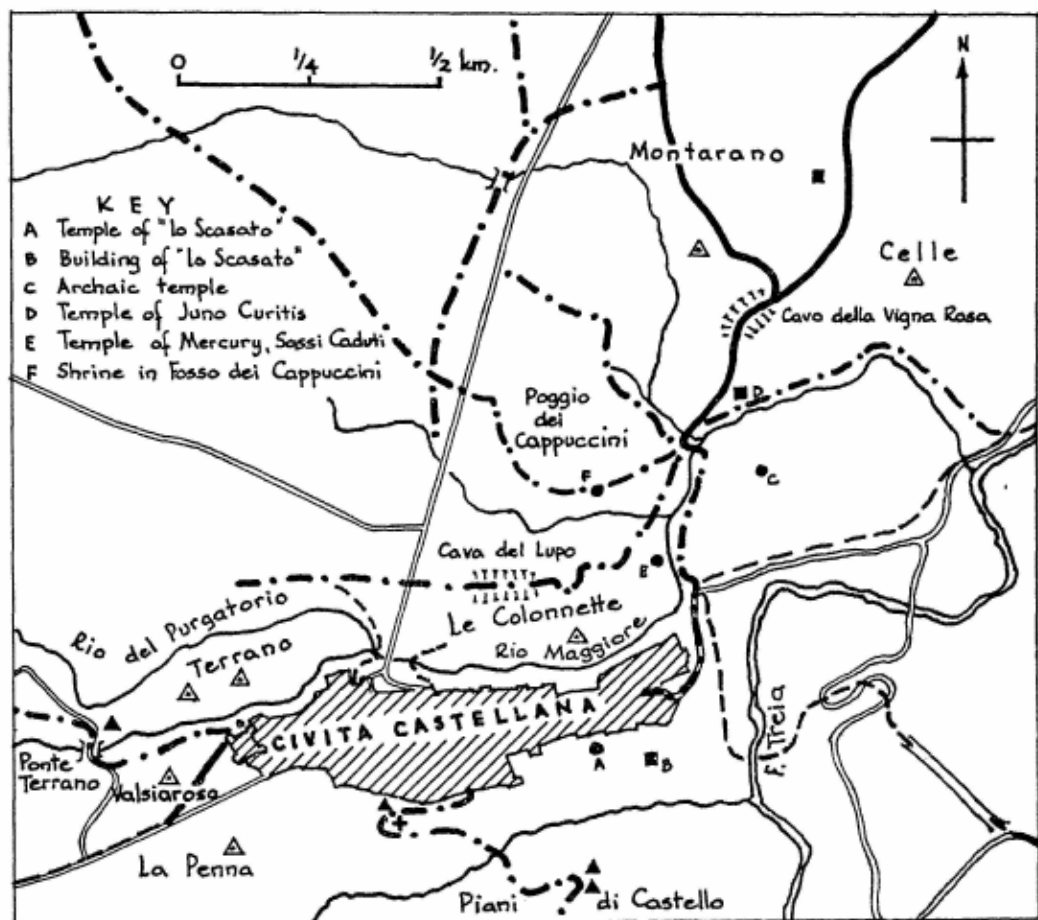 0 1/4 1/2 km.
N
Montarano
KEY
A Temple of "lo Scasato"
B Building of "lo Scasato"
C Archaic temple
D Temple of Juno Curitis
E Temple of Mercury, Sassi Caduti
F Shrine in Fosso dei Cappuccini
Celle
Cavo della Vigna Rosa
D
Poggio
dei
Cappuccini
F
C
Cava del Lupo
E
Le Colonnette
Rio del Purgatorio
Rio Maggiore
Terrano
CIVITA CASTELLANA
F. Treia
A
B
Ponte
Terrano
Valsiarosa
La Penna
Piani di Castello